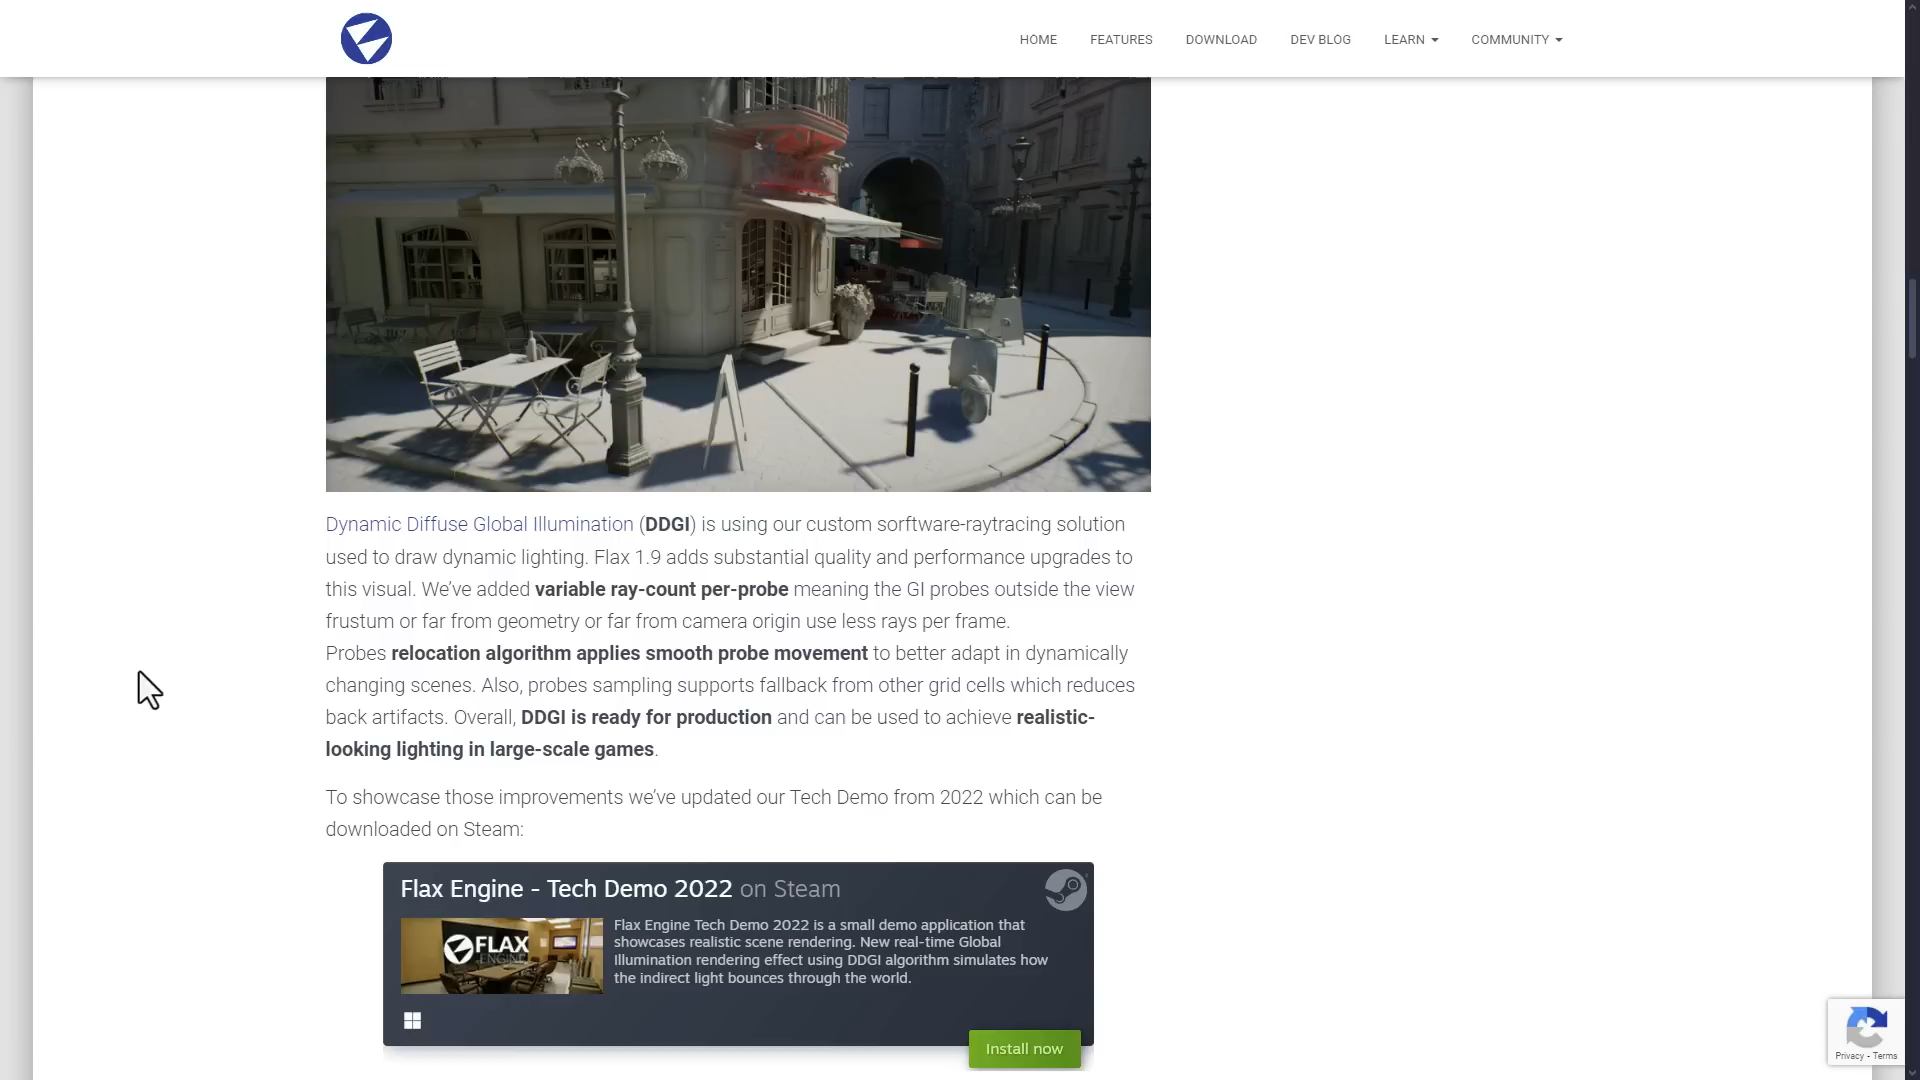 HOME FEATURES DOWNLOAD DEV BLOG LEARN COMMUNITY
Dynamic Diffuse Global Illumination (DDGI) is using our custom sorftware-raytracing solution
used to draw dynamic lighting. Flax 1.9 adds substantial quality and performance upgrades to
this visual. We’ve added variable ray-count per-probe meaning the GI probes outside the view
frustum or far from geometry or far from camera origin use less rays per frame.
Probes relocation algorithm applies smooth probe movement to better adapt in dynamically
changing scenes. Also, probes sampling supports fallback from other grid cells which reduces
back artifacts. Overall, DDGI is ready for production and can be used to achieve realistic-
looking lighting in large-scale games.
To showcase those improvements we’ve updated our Tech Demo from 2022 which can be
downloaded on Steam:
Flax Engine - Tech Demo 2022 on Steam
FLAX
ENGINE
Flax Engine Tech Demo 2022 is a small demo application that
showcases realistic scene rendering. New real-time Global
Illumination rendering effect using DDGI algorithm simulates how
the indirect light bounces through the world.
Install now
Privacy - Terms